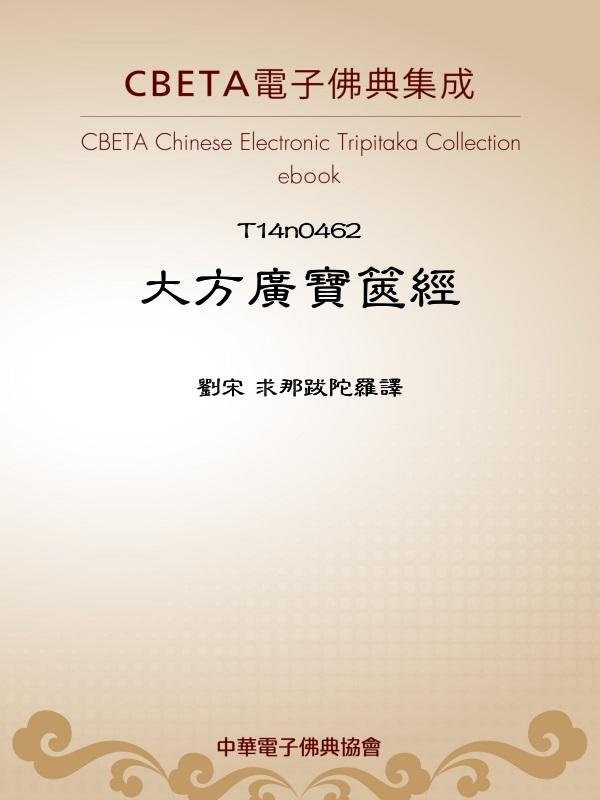 CBETA電子佛典集成
CBETA Chinese Electronic Tripitaka Collection
ebook
T14n0462
大方廣寶篋經
劉宋 求那跋陀羅譯
中華電子佛典協會